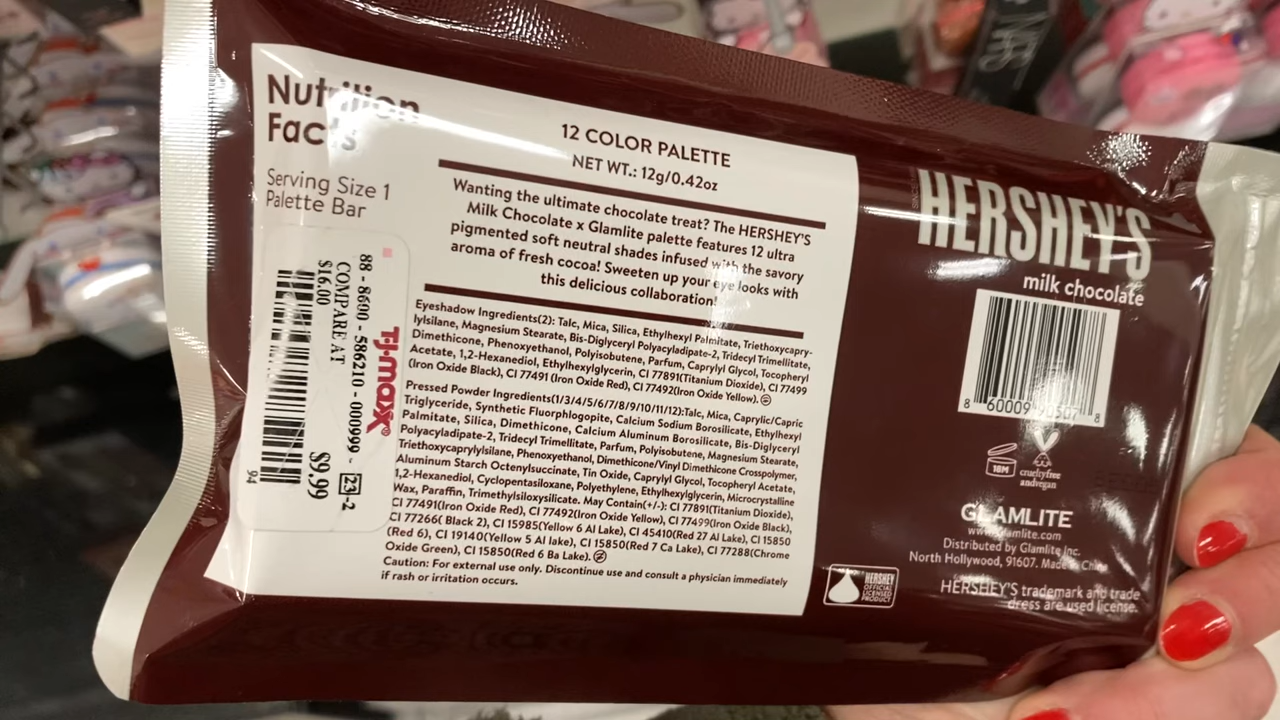 Nutrition
Facts
Serving Size 1
Palette Bar
88 - 8600 - 586210 - 000999 - 23-2
COMPARE AT
$16.00
$9.99
94
T·J·maxx®
12 COLOR PALETTE
NET WT.: 12g/0.42oz
Wanting the ultimate chocolate treat? The HERSHEY'S
Milk Chocolate x Glamlite palette features 12 ultra
pigmented soft neutral shades infused with the savory
aroma of fresh cocoa! Sweeten up your eye looks with
this delicious collaboration!
Eyeshadow Ingredients(2): Talc, Mica, Silica, Ethylhexyl Palmitate, Triethoxycapry-
lylsilane, Magnesium Stearate, Bis-Diglyceryl Polyacyladipate-2, Tridecyl Trimellitate,
Dimethicone, Phenoxyethanol, Polyisobutene, Parfum, Caprylyl Glycol, Tocopheryl
Acetate, 1,2-Hexanediol, Ethylhexylglycerin, CI 77891(Titanium Dioxide), CI 77499
(Iron Oxide Black), CI 77491 (Iron Oxide Red), CI 77492(Iron Oxide Yellow).
Pressed Powder Ingredients(1/3/4/5/6/7/8/9/10/11/12):Talc, Mica, Caprylic/Capric
Triglyceride, Synthetic Fluorphlogopite, Calcium Sodium Borosilicate, Ethylhexyl
Palmitate, Silica, Dimethicone, Calcium Aluminum Borosilicate, Bis-Diglyceryl
Polyacyladipate-2, Tridecyl Trimellitate, Parfum, Polyisobutene, Magnesium Stearate,
Triethoxycaprylylsilane, Phenoxyethanol, Dimethicone/Vinyl Dimethicone Crosspolymer,
Aluminum Starch Octenylsuccinate, Tin Oxide, Caprylyl Glycol, Tocopheryl Acetate,
1,2-Hexanediol, Cyclopentasiloxane, Polyethylene, Ethylhexylglycerin, Microcrystalline
Wax, Paraffin, Trimethylsiloxysilicate. May Contain(+/-): CI 77891(Titanium Dioxide),
CI 77491(Iron Oxide Red), CI 77492(Iron Oxide Yellow), CI 77499(Iron Oxide Black),
CI 77266( Black 2), CI 15985(Yellow 6 Al Lake), CI 45410(Red 27 Al Lake), CI 15850
(Red 6), CI 19140(Yellow 5 Al lake), CI 15850(Red 7 Ca Lake), CI 77288(Chrome
Oxide Green), CI 15850(Red 6 Ba Lake).
Caution: For external use only. Discontinue use and consult a physician immediately
if rash or irritation occurs.
HERSHEY'S
milk chocolate
18M
crueltyfree
andvegan
GLAMLITE
www.glamlite.com
Distributed by Glamlite Inc.
North Hollywood, 91607. Made in China
HERSHEY
OFFICIAL
LICENSED
PRODUCT
HERSHEY'S trademark and trade
dress are used license.
NARS